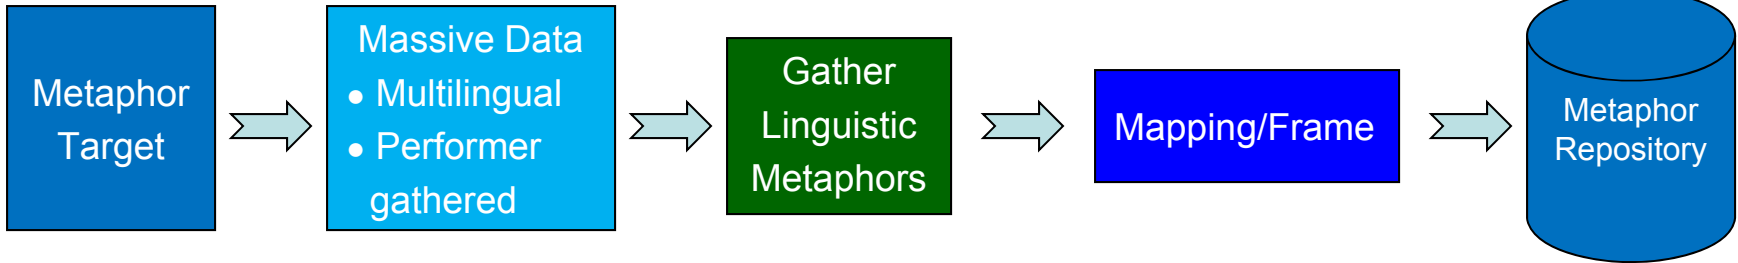 Metaphor
Target
Massive Data
● Multilingual
● Performer
gathered
Gather
Linguistic
Metaphors
Mapping/Frame
Metaphor
Repository